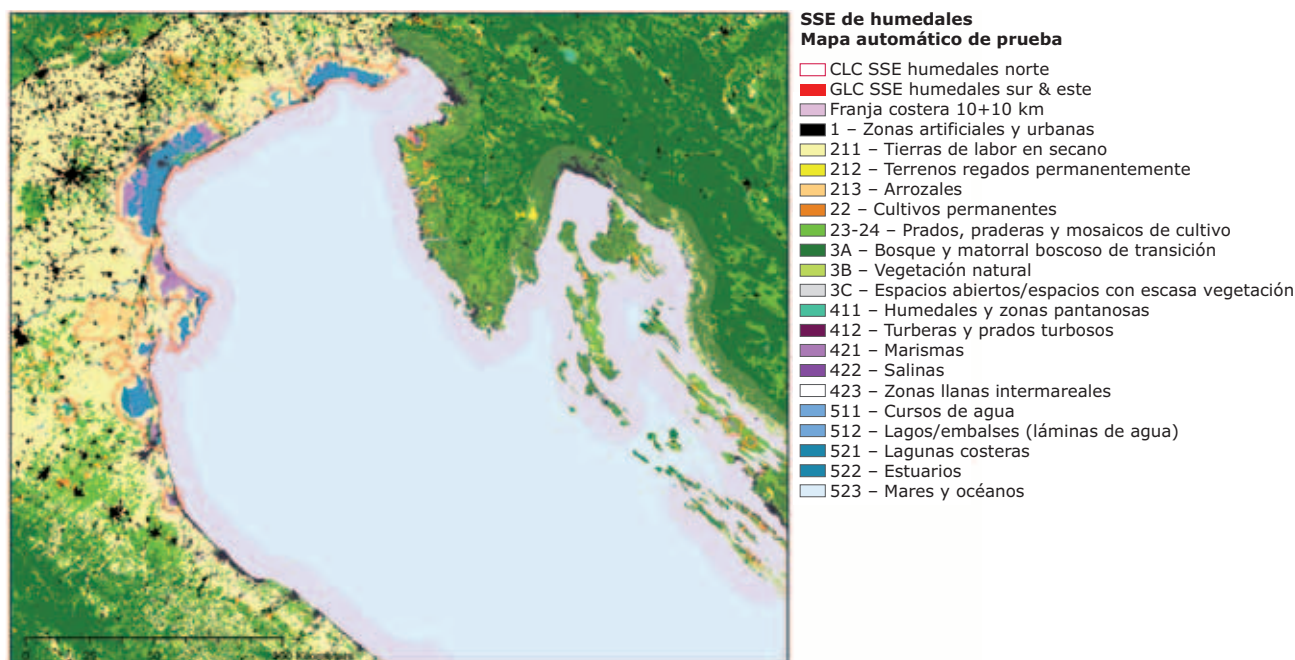 SSE de humedales
Mapa automático de prueba
CLC SSE humedales norte
GLC SSE humedales sur & este
Franja costera 10+10 km
1 – Zonas artificiales y urbanas
211 – Tierras de labor en secano
212 – Terrenos regados permanentemente
213 – Arrozales
22 – Cultivos permanentes
23-24 – Prados, praderas y mosaicos de cultivo
3A – Bosque y matorral boscoso de transición
3B – Vegetación natural
3C – Espacios abiertos/espacios con escasa vegetación
411 – Humedales y zonas pantanosas
412 – Turberas y prados turbosos
421 – Marismas
422 – Salinas
423 – Zonas llanas intermareales
511 – Cursos de agua
512 – Lagos/embalses (láminas de agua)
521 – Lagunas costeras
522 – Estuarios
523 – Mares y océanos
0